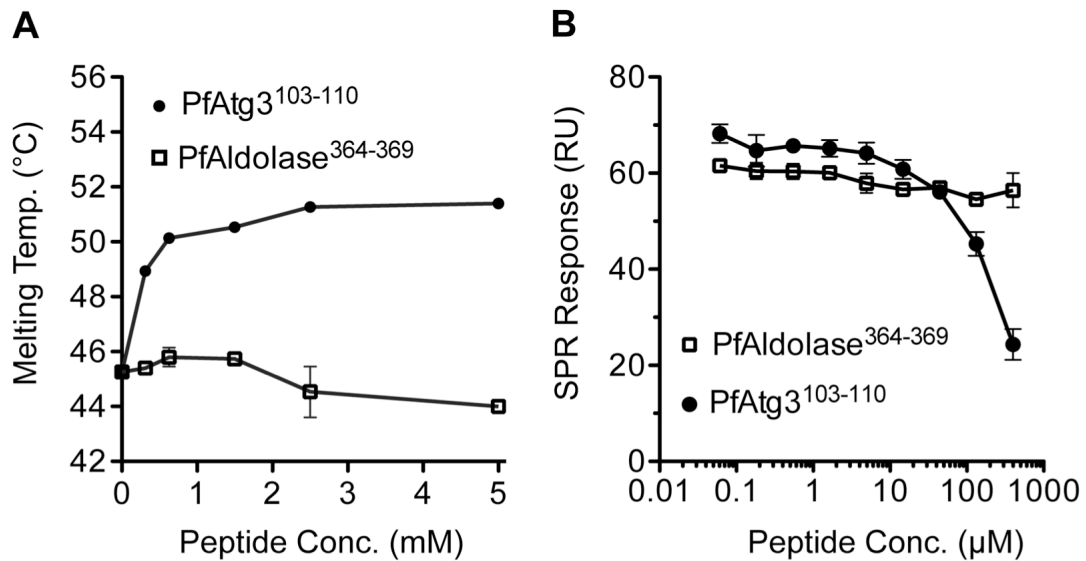 A
B
56
54
52
50
48
46
44
42
Melting Temp. (°C)
PfAtg3¹⁰³⁻¹¹⁰
PfAldolase³⁶⁴⁻³⁶⁹
0 1 2 3 4 5
Peptide Conc. (mM)
80
60
40
20
0
SPR Response (RU)
PfAldolase³⁶⁴⁻³⁶⁹
PfAtg3¹⁰³⁻¹¹⁰
0.01 0.1 1 10 100 1000
Peptide Conc. (µM)